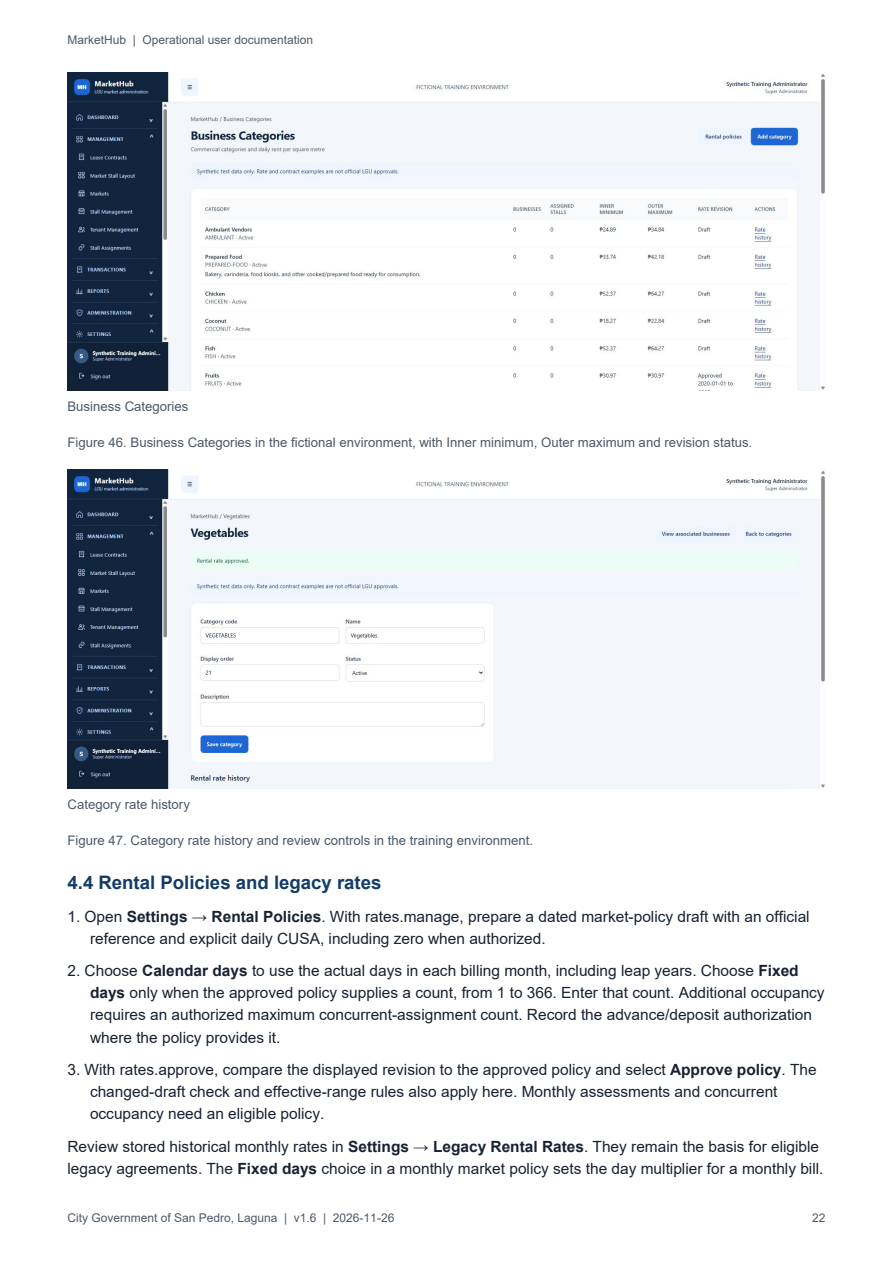 MarketHub | Operational user documentation
MH MarketHub
LGU market administration
FICTIONAL TRAINING ENVIRONMENT
Synthetic Training Administrator
Super Administrator
DASHBOARD
MANAGEMENT
Lease Contracts
Market Stall Layout
Markets
Stall Management
Tenant Management
Stall Assignments
TRANSACTIONS
REPORTS
ADMINISTRATION
SETTINGS
S Synthetic Training Admini...
Super Administrator
Sign out
MarketHub / Business Categories
Business Categories
Commercial categories and daily rent per square metre
Rental policies
Add category
Synthetic test data only. Rate and contract examples are not official LGU approvals.
CATEGORY BUSINESSES ASSIGNED STALLS INNER MINIMUM OUTER MAXIMUM RATE REVISION ACTIONS
Ambulant Vendors 0 0 ₱24.89 ₱34.84 Draft Rate history
AMBULANT - Active
Prepared Food 0 0 ₱33.74 ₱42.18 Draft Rate history
PREPARED-FOOD - Active
Bakery, carinderia, food kiosks, and other cooked/prepared food ready for consumption.
Chicken 0 0 ₱52.37 ₱64.27 Draft Rate history
CHICKEN - Active
Coconut 0 0 ₱18.27 ₱22.84 Draft Rate history
COCONUT - Active
Fish 0 0 ₱52.37 ₱64.27 Draft Rate history
FISH - Active
Fruits 0 0 ₱30.97 ₱30.97 Approved Rate history
FRUITS - Active 2020-01-01 to
Business Categories
Figure 46. Business Categories in the fictional environment, with Inner minimum, Outer maximum and revision status.
MH MarketHub
LGU market administration
FICTIONAL TRAINING ENVIRONMENT
Synthetic Training Administrator
Super Administrator
DASHBOARD
MANAGEMENT
Lease Contracts
Market Stall Layout
Markets
Stall Management
Tenant Management
Stall Assignments
TRANSACTIONS
REPORTS
ADMINISTRATION
SETTINGS
S Synthetic Training Admini...
Super Administrator
Sign out
MarketHub / Vegetables
Vegetables
View associated businesses
Back to categories
Rental rate approved.
Synthetic test data only. Rate and contract examples are not official LGU approvals.
Category code Name
VEGETABLES Vegetables
Display order Status
21 Active
Description
Save category
Rental rate history
Category rate history
Figure 47. Category rate history and review controls in the training environment.
4.4 Rental Policies and legacy rates
1. Open Settings → Rental Policies. With rates.manage, prepare a dated market-policy draft with an official
reference and explicit daily CUSA, including zero when authorized.
2. Choose Calendar days to use the actual days in each billing month, including leap years. Choose Fixed
days only when the approved policy supplies a count, from 1 to 366. Enter that count. Additional occupancy
requires an authorized maximum concurrent-assignment count. Record the advance/deposit authorization
where the policy provides it.
3. With rates.approve, compare the displayed revision to the approved policy and select Approve policy. The
changed-draft check and effective-range rules also apply here. Monthly assessments and concurrent
occupancy need an eligible policy.
Review stored historical monthly rates in Settings → Legacy Rental Rates. They remain the basis for eligible
legacy agreements. The Fixed days choice in a monthly market policy sets the day multiplier for a monthly bill.
City Government of San Pedro, Laguna | v1.6 | 2026-11-26
22